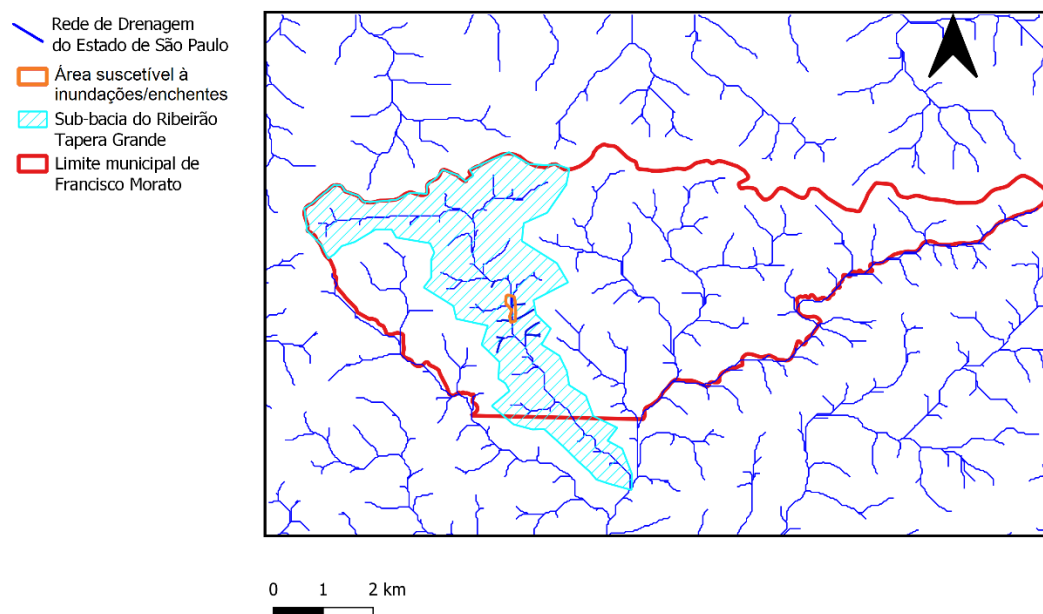 Rede de Drenagem
do Estado de São Paulo
Área suscetível à
inundações/enchentes
Sub-bacia do Ribeirão
Tapera Grande
Limite municipal de
Francisco Morato
0 1 2 km